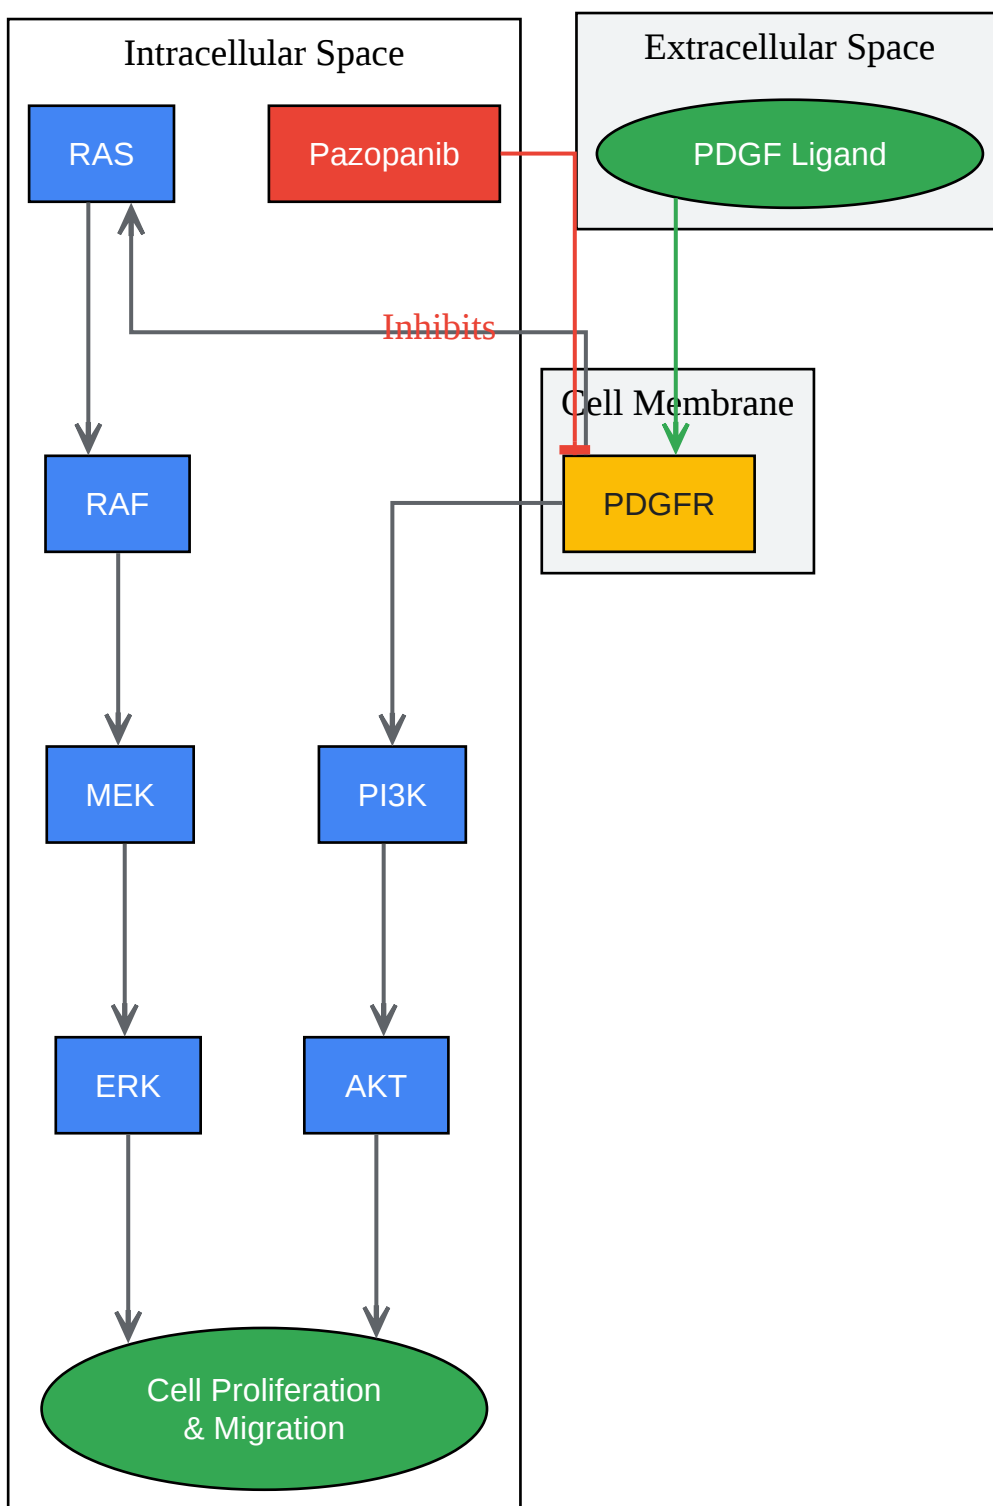 Intracellular Space
Extracellular Space
RAS
Pazopanib
PDGF Ligand
Inhibits
Cell Membrane
RAF
PDGFR
MEK
PI3K
ERK
AKT
Cell Proliferation
& Migration